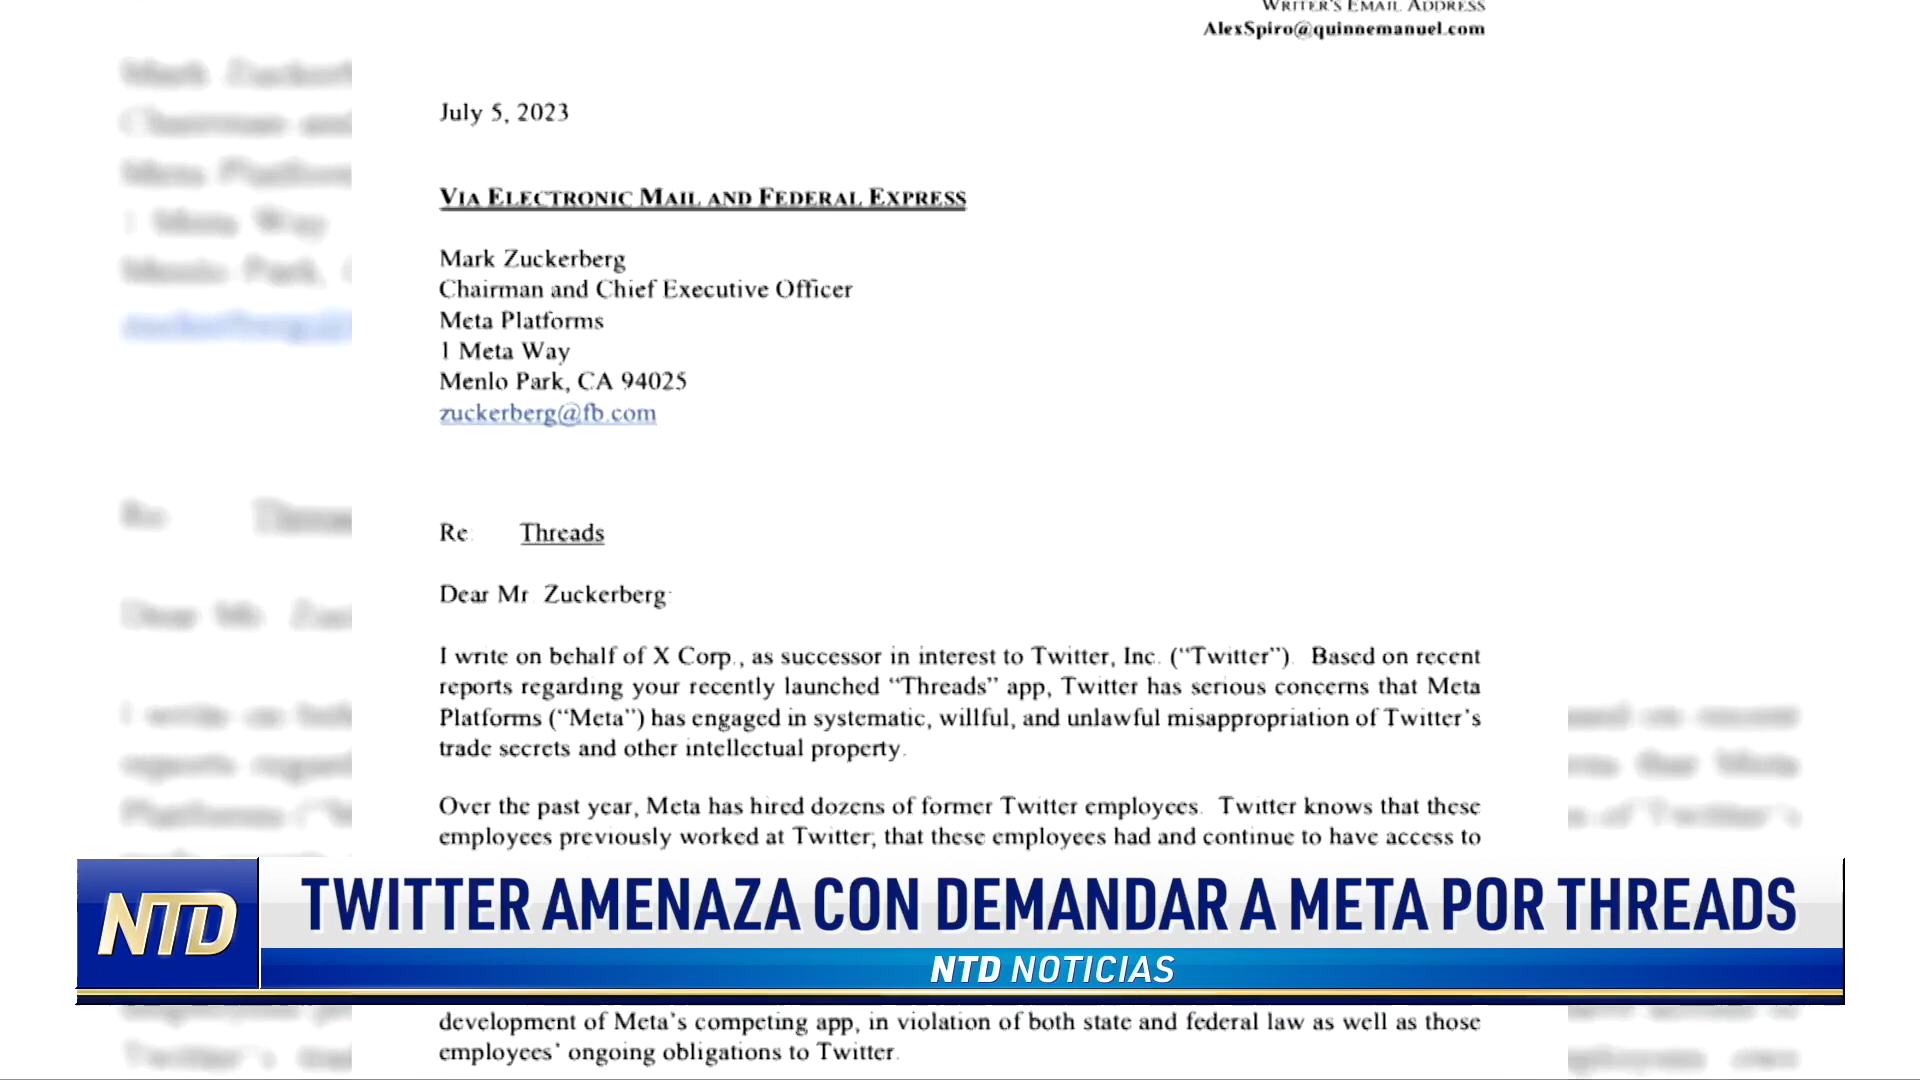 WRITER'S EMAIL ADDRESS
AlexSpiro@quinnemanuel.com
July 5, 2023
VIA ELECTRONIC MAIL AND FEDERAL EXPRESS
Mark Zuckerberg
Chairman and Chief Executive Officer
Meta Platforms
1 Meta Way
Menlo Park, CA 94025
zuckerberg@fb.com
Re: Threads
Dear Mr. Zuckerberg:
I write on behalf of X Corp., as successor in interest to Twitter, Inc. (“Twitter”). Based on recent
reports regarding your recently launched “Threads” app, Twitter has serious concerns that Meta
Platforms (“Meta”) has engaged in systematic, willful, and unlawful misappropriation of Twitter’s
trade secrets and other intellectual property.
Over the past year, Meta has hired dozens of former Twitter employees. Twitter knows that these
employees previously worked at Twitter; that these employees had and continue to have access to
NTD
TWITTER AMENAZA CON DEMANDAR A META POR THREADS
NTD NOTICIAS
development of Meta’s competing app, in violation of both state and federal law as well as those
employees’ ongoing obligations to Twitter.